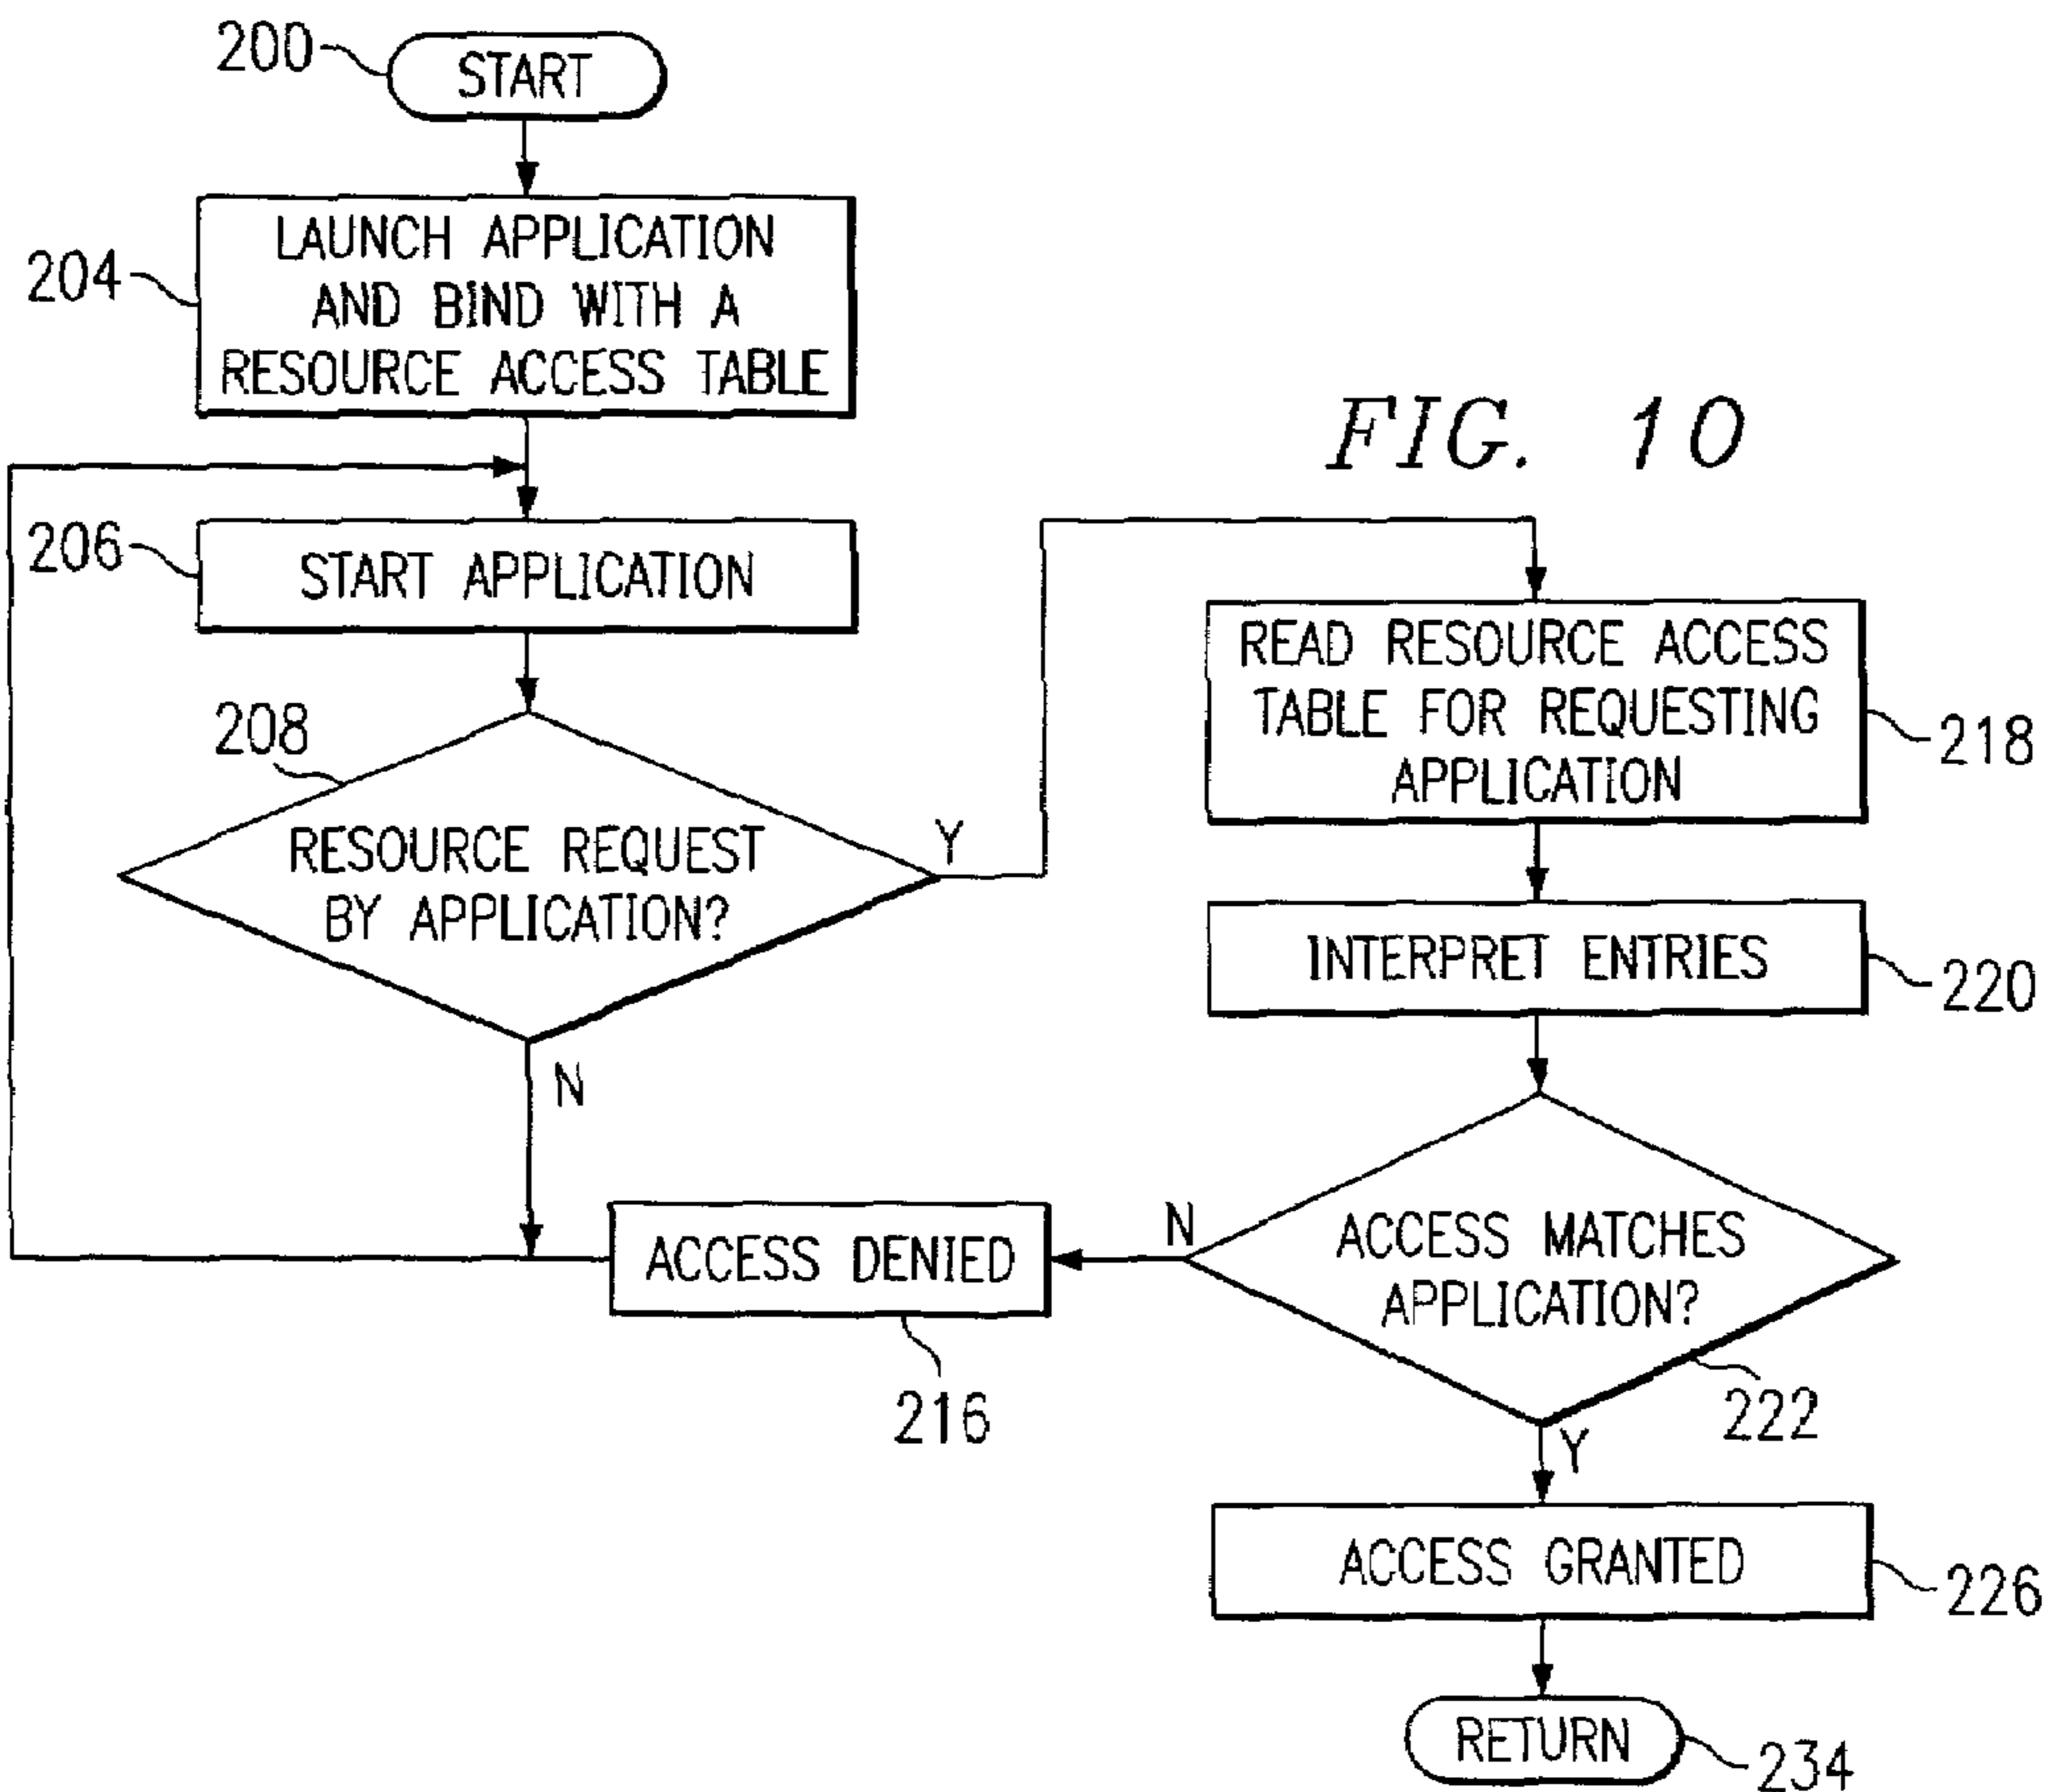 200
START
204
LAUNCH APPLICATION
AND BIND WITH A
RESOURCE ACCESS TABLE
FIG. 10
206
START APPLICATION
208
RESOURCE REQUEST
BY APPLICATION?
Y
N
READ RESOURCE ACCESS
TABLE FOR REQUESTING
APPLICATION
218
INTERPRET ENTRIES
220
ACCESS MATCHES
APPLICATION?
222
N
ACCESS DENIED
216
Y
ACCESS GRANTED
226
RETURN
234